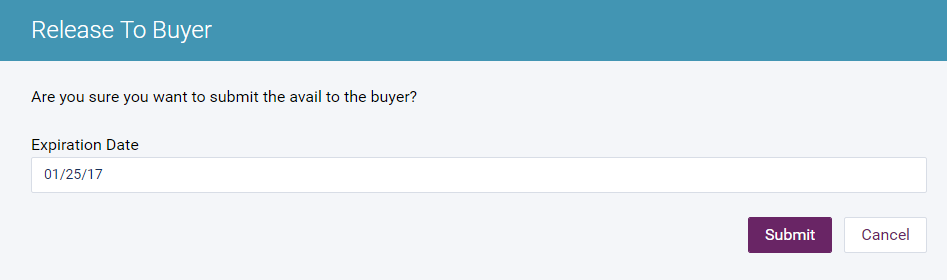 Release To Buyer
Are you sure you want to submit the avail to the buyer?
Expiration Date
01/25/17
Submit Cancel